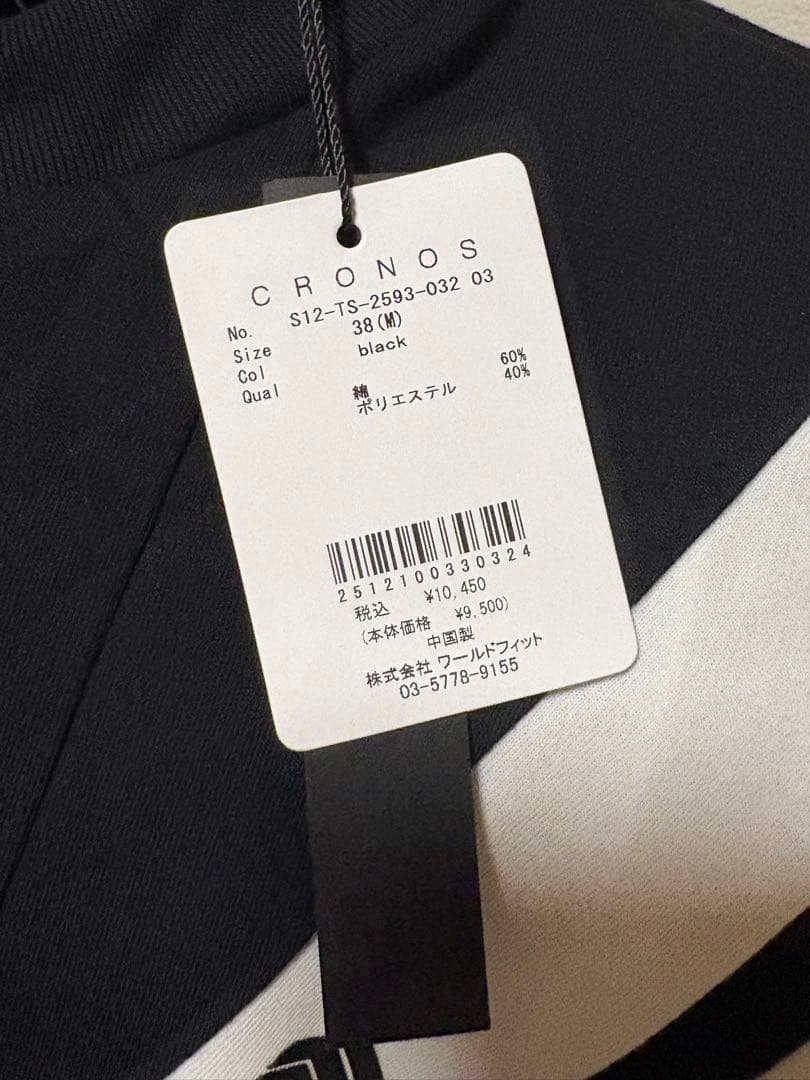 CRONOS
No. S12-TS-2593-032 03
Size 38(M)
Col black
Qual 綿 60%
ポリエステル 40%
2512100330324
税込 ¥10,450
(本体価格 ¥9,500)
中国製
株式会社 ワールドフィット
03-5778-9155